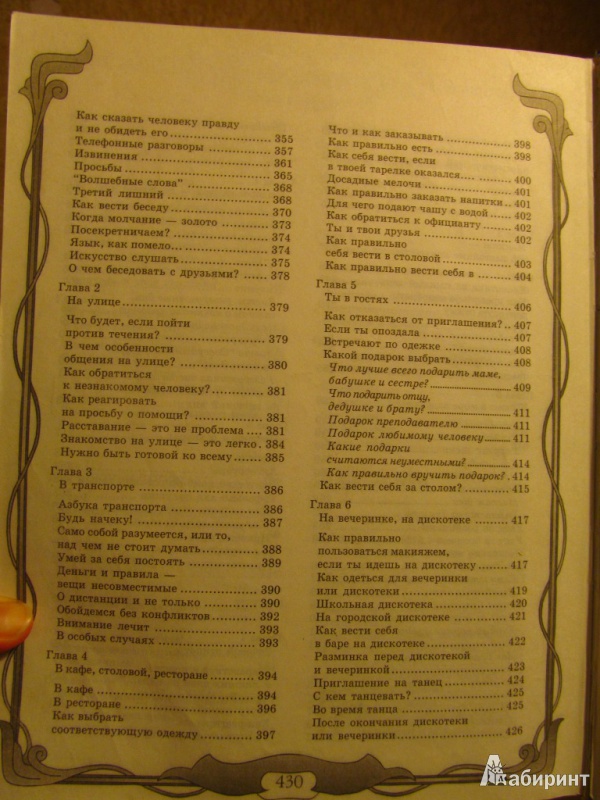 Как сказать человеку правду
и не обидеть его .................. 355
Телефонные разговоры ........... 357
Извинения ........................ 361
Просьбы .......................... 365
"Волшебные слова" ............... 368
Третий лишний .................... 368
Как вести беседу ................. 370
Когда молчание — золото ......... 373
Посекретничаем? .................. 374
Язык, как помело... .............. 374
Искусство слушать ................ 375
О чем беседовать с друзьями? .... 378
Глава 2
На улице ......................... 379
Что будет, если пойти
против течения? .................. 379
В чем особенности
общения на улице? ................ 380
Как обратиться
к незнакомому человеку? .......... 381
Как реагировать
на просьбу о помощи? ............. 381
Расставание — это не проблема ... 381
Знакомство на улице — это легко . 384
Нужно быть готовой ко всему ...... 385
Глава 3
В транспорте ..................... 386
Азбука транспорта ................ 386
Будь начеку! ..................... 387
Само собой разумеется, или то,
над чем не стоит думать .......... 388
Умей за себя постоять ............ 389
Деньги и правила —
вещи несовместимые ............... 390
О дистанции и не только .......... 390
Обойдемся без конфликтов ......... 392
Внимание лечит ................... 393
В особых случаях ................. 393
Глава 4
В кафе, столовой, ресторане ...... 394
В кафе ........................... 394
В ресторане ...................... 396
Как выбрать
соответствующую одежду ........... 397
Что и как заказывать ............. 398
Как правильно есть ............... 398
Как себя вести, если
в твоей тарелке оказался.... ..... 400
Досадные мелочи .................. 401
Как правильно заказать напитки .. 401
Для чего подают чашу с водой ..... 402
Как обратиться к официанту ....... 402
Ты и твои друзья ................. 402
Как правильно
себя вести в столовой ............ 403
Как правильно вести себя в ....... 404
Глава 5
Ты в гостях ...................... 406
Как отказаться от приглашения? .. 407
Если ты опоздала ................. 407
Встречают по одежке .............. 408
Какой подарок выбрать ............ 408
Что лучше всего подарить маме,
бабушке и сестре? ................ 409
Что подарить отцу,
дедушке и брату? ................. 411
Подарок преподавателю ............ 411
Подарок любимому человеку ........ 411
Какие подарки
считаются неуместными? ........... 414
Как правильно вручить подарок? .. 414
Как вести себя за столом? ........ 415
Глава 6
На вечеринке, на дискотеке ....... 417
Как правильно
пользоваться макияжем,
если ты идешь на дискотеку ....... 417
Как одеться для вечеринки
или дискотеки .................... 419
Школьная дискотека ............... 420
На городской дискотеке ........... 421
Как вести себя
в баре на дискотеке .............. 422
Разминка перед дискотекой
и вечеринкой ..................... 423
Приглашение на танец ............. 424
С кем танцевать? ................. 425
Во время танца ................... 425
После окончания дискотеки
или вечеринки .................... 426
430
Лабиринт